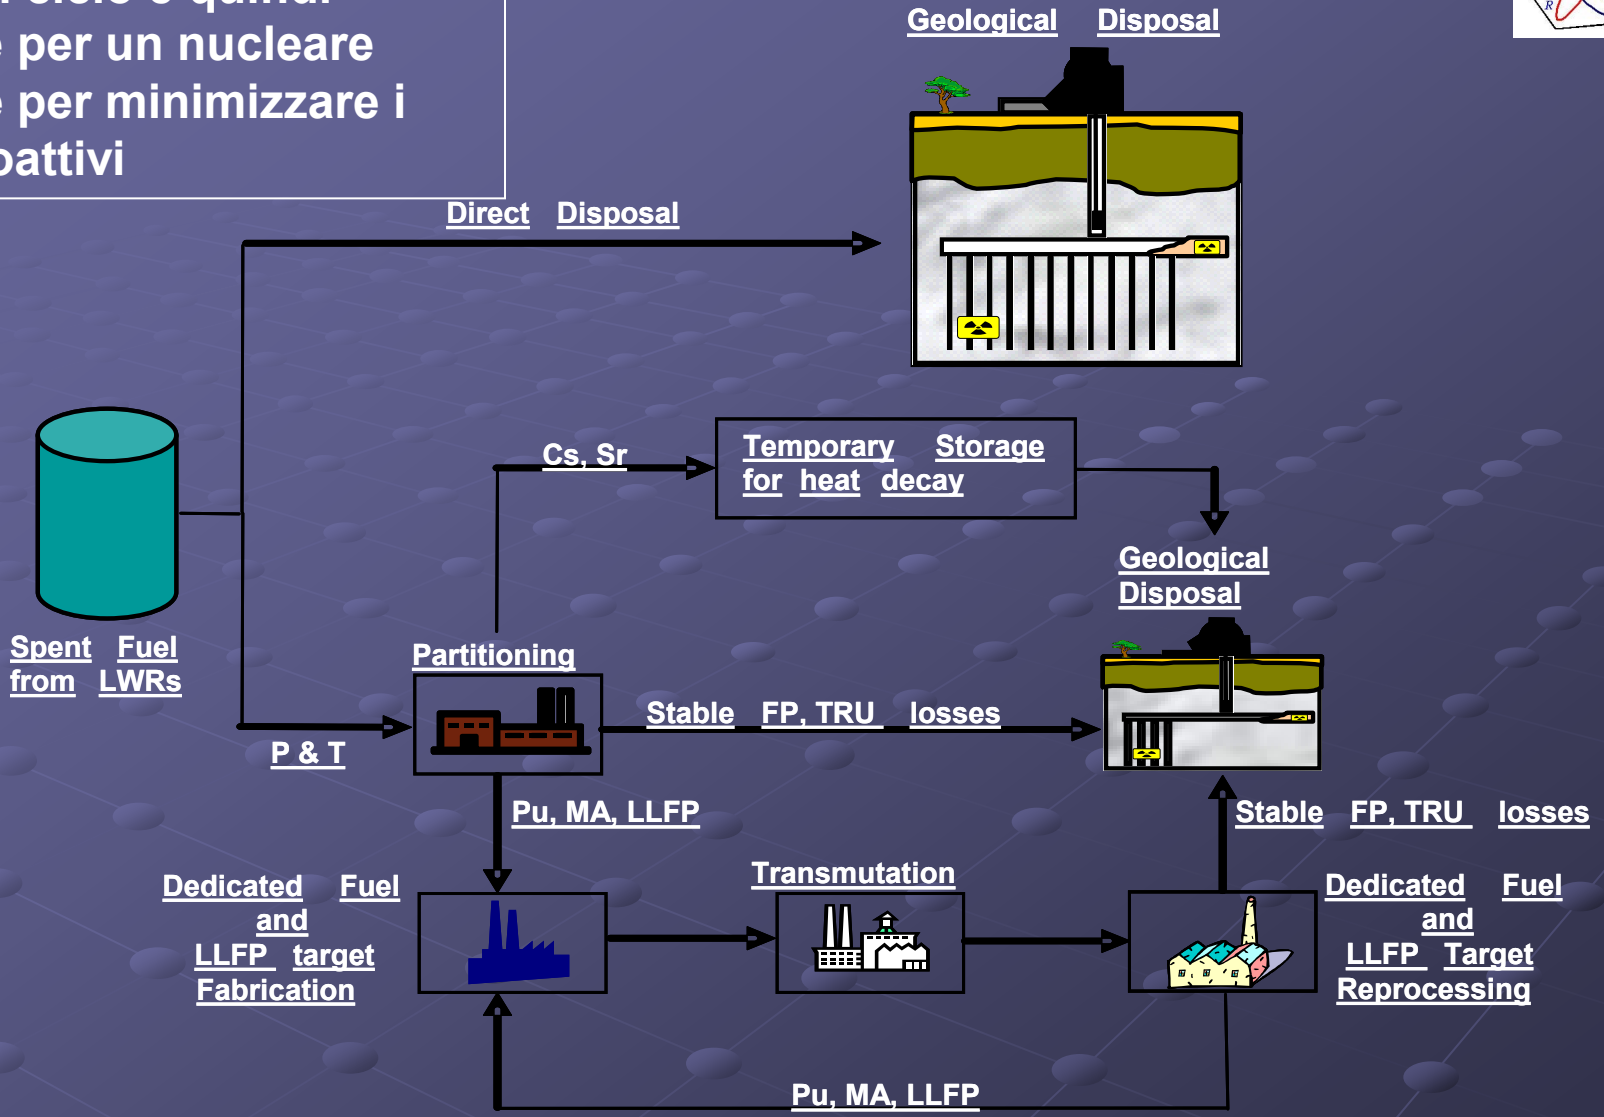 e per un nucleare
e per minimizzare i
oattivi
Geological Disposal
Direct Disposal
Cs, Sr
Temporary Storage
for heat decay
Geological
Disposal
Spent Fuel
from LWRs
Partitioning
Stable FP, TRU losses
P & T
Pu, MA, LLFP
Stable FP, TRU losses
Dedicated Fuel
and
LLFP target
Fabrication
Transmutation
Dedicated Fuel
and
LLFP Target
Reprocessing
Pu, MA, LLFP
R